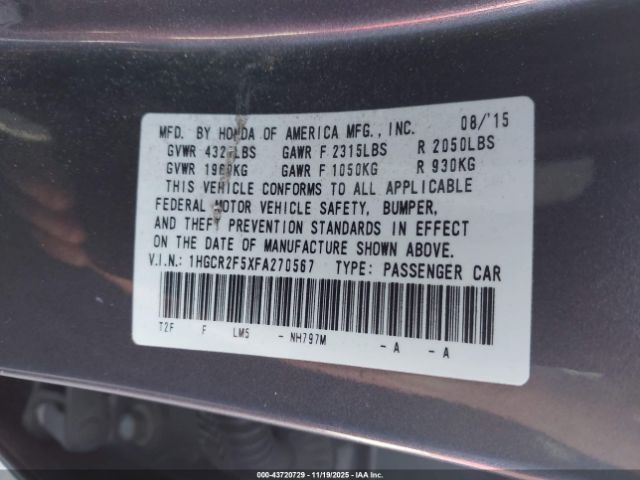 MFD. BY HONDA OF AMERICA MFG., INC. 08/'15
GVWR LBS GAWR F 2315LBS R 2050LBS
GVWR KG GAWR F 1050KG R 930KG
THIS VEHICLE CONFORMS TO ALL APPLICABLE
FEDERAL MOTOR VEHICLE SAFETY, BUMPER,
AND THEFT PREVENTION STANDARDS IN EFFECT
ON THE DATE OF MANUFACTURE SHOWN ABOVE.
V.I.N.: 1HGCR2F5XFA270567 TYPE: PASSENGER CAR
T2F F LM5 - NH797M - A - A
000-43720729 11/19/2025 IAA Inc.